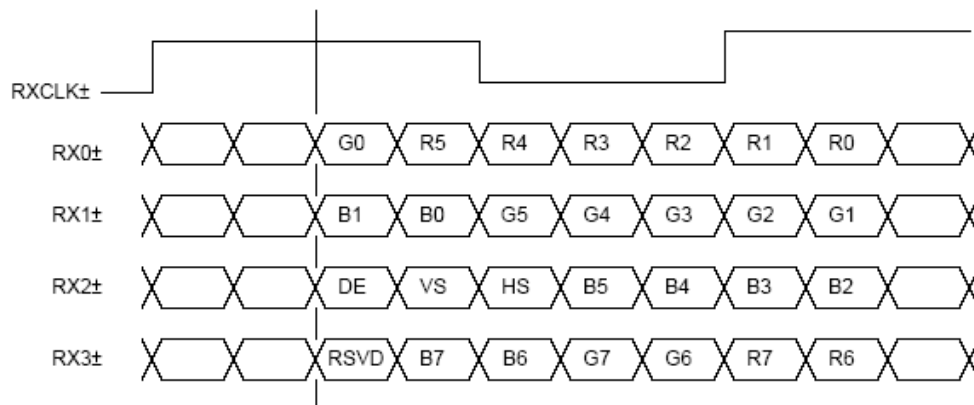 RXCLK±
RX0± G0 R5 R4 R3 R2 R1 R0
RX1± B1 B0 G5 G4 G3 G2 G1
RX2± DE VS HS B5 B4 B3 B2
RX3± RSVD B7 B6 G7 G6 R7 R6